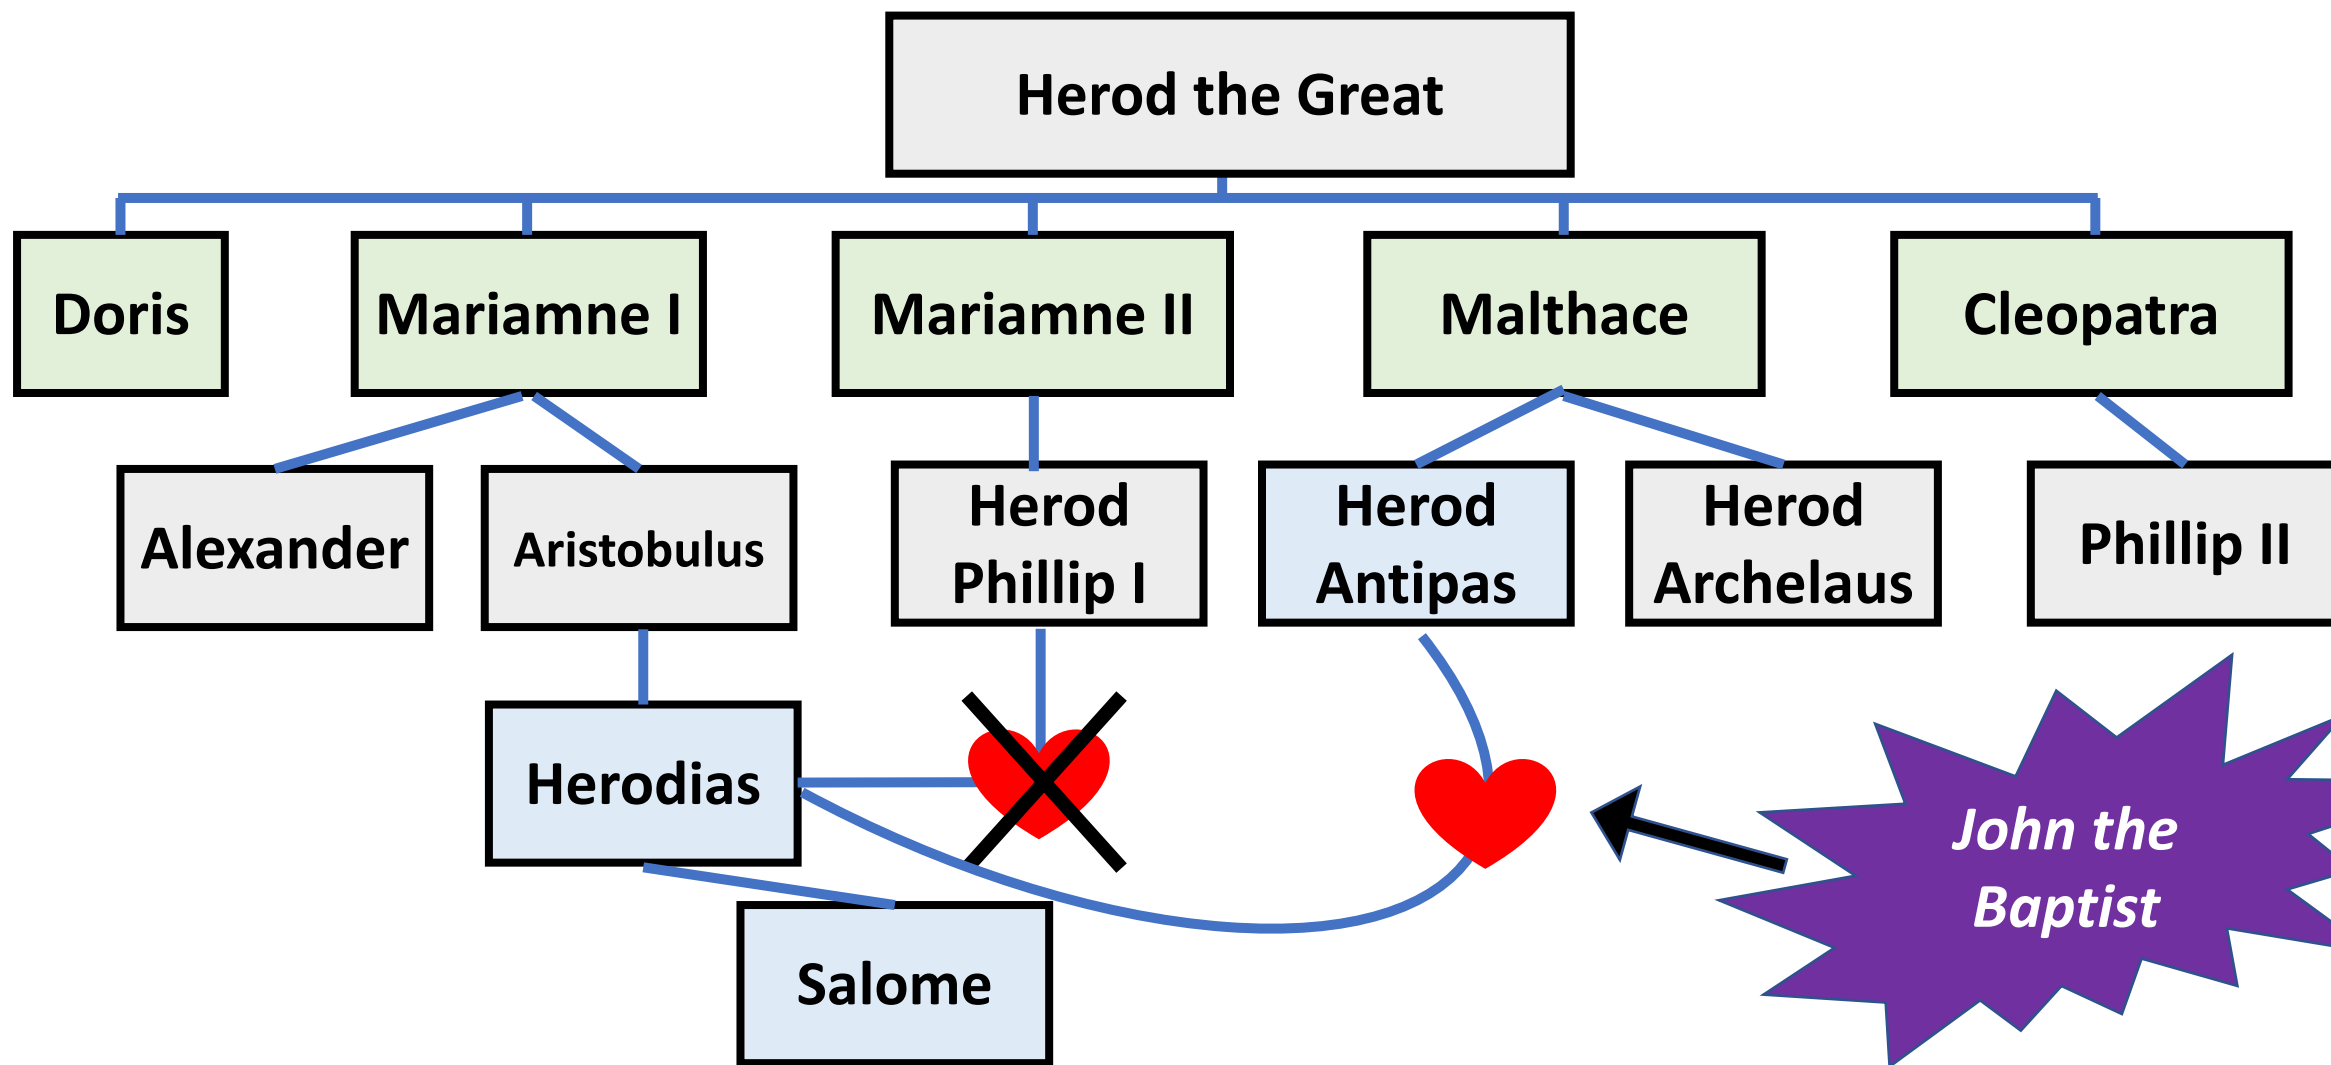 Herod the Great
Doris
Mariamne I
Mariamne II
Malthace
Cleopatra
Alexander
Aristobulus
Herod
Phillip I
Herod
Antipas
Herod
Archelaus
Phillip II
Herodias
John the
Baptist
Salome